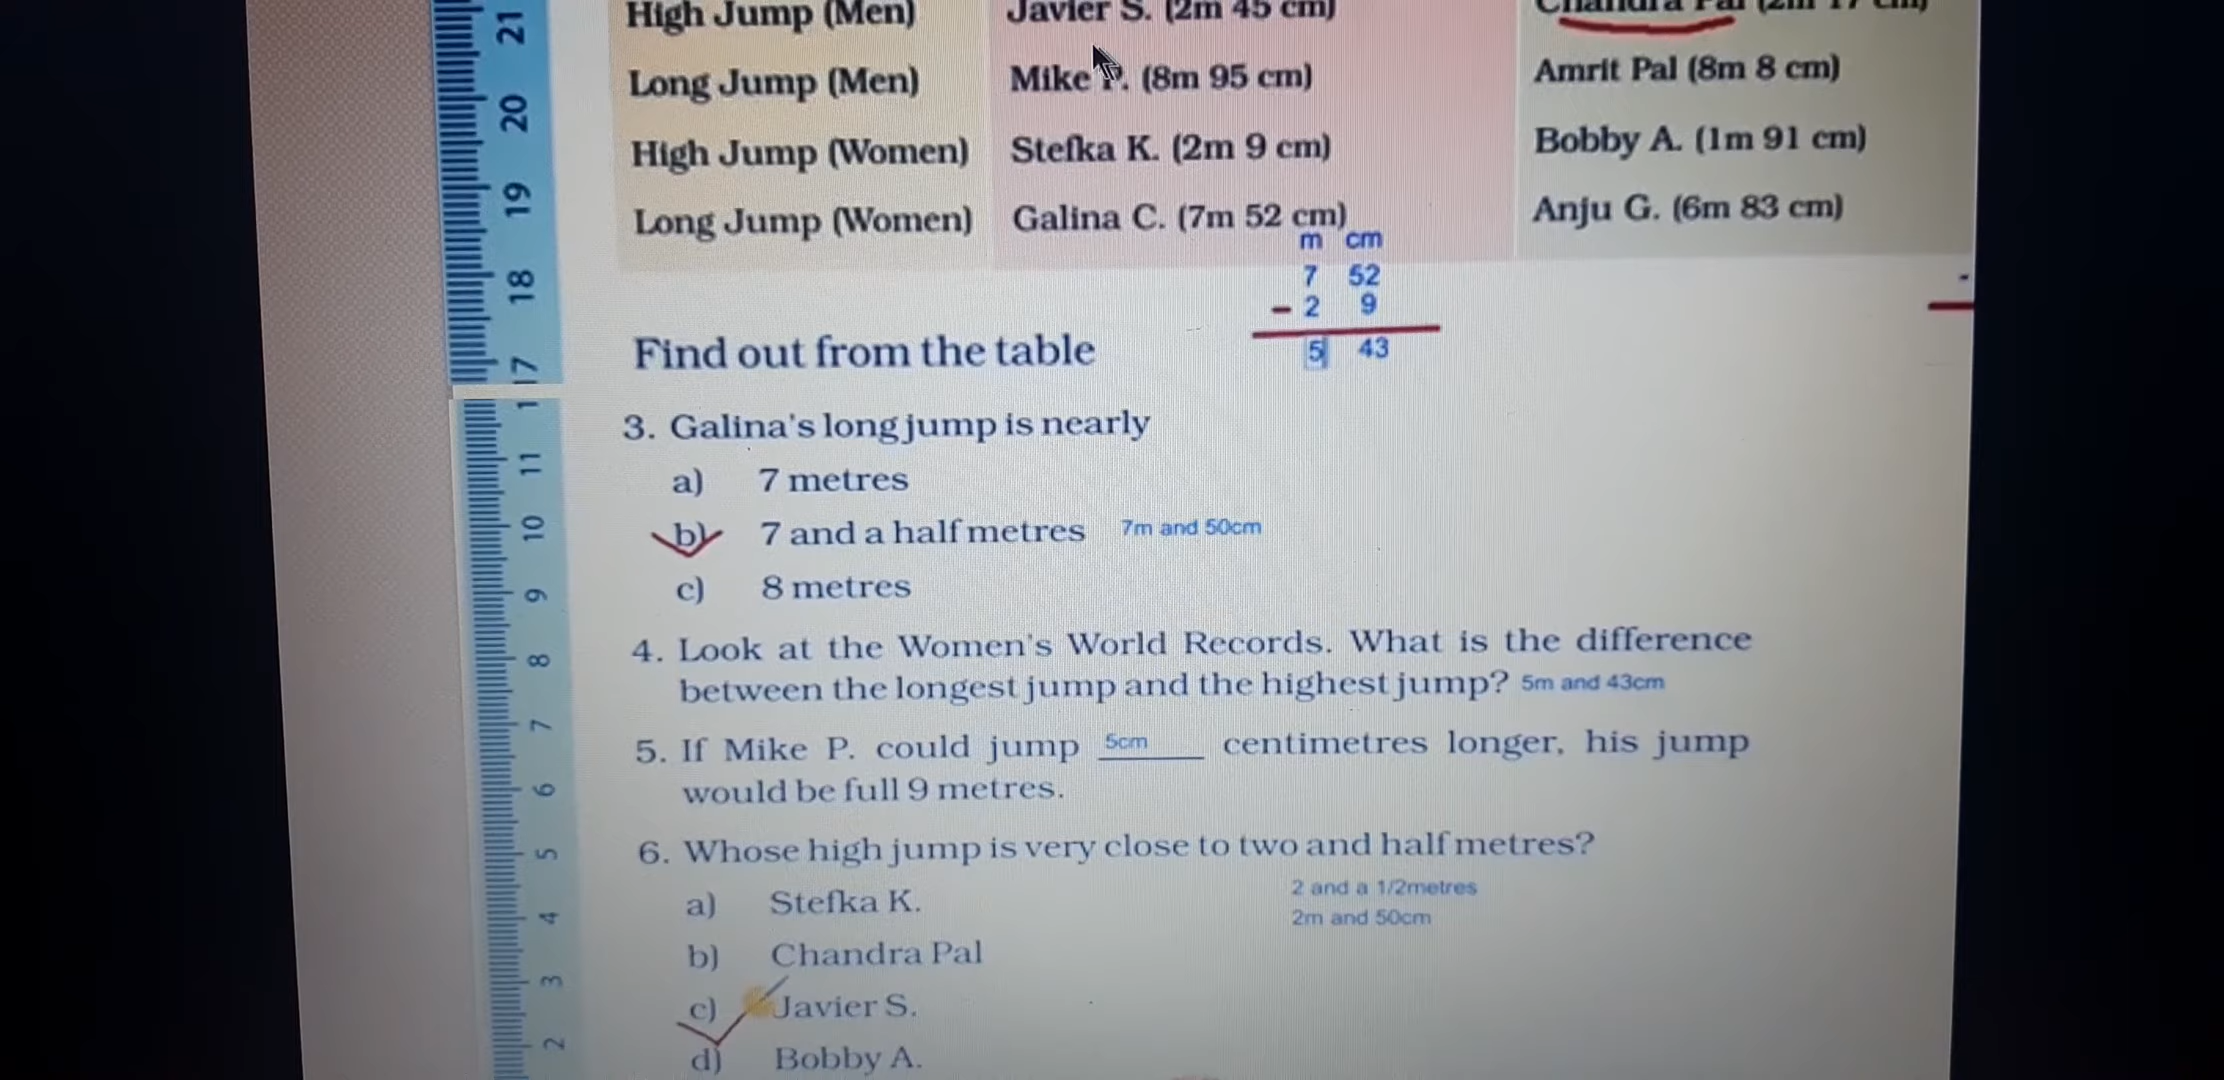 High Jump (Men) Javier S. (2m 45 cm) Chandra Pal (2m 17 cm)
Long Jump (Men) Mike P. (8m 95 cm) Amrit Pal (8m 8 cm)
High Jump (Women) Stefka K. (2m 9 cm) Bobby A. (1m 91 cm)
Long Jump (Women) Galina C. (7m 52 cm) Anju G. (6m 83 cm)
m cm
7 52
- 2 9
5 43
Find out from the table
3. Galina's long jump is nearly
a) 7 metres
b) 7 and a half metres 7m and 50cm
c) 8 metres
4. Look at the Women's World Records. What is the difference
between the longest jump and the highest jump? 5m and 43cm
5. If Mike P. could jump 5cm centimetres longer, his jump
would be full 9 metres.
6. Whose high jump is very close to two and half metres?
a) Stefka K.
2 and a 1/2metres
2m and 50cm
b) Chandra Pal
c) Javier S.
d) Bobby A.
21
20
19
18
17
11
10
9
8
7
6
5
4
3
2